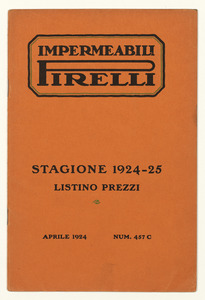 IMPERMEABILI
PIRELLI
STAGIONE 1924-25
LISTINO PREZZI
APRILE 1924 NUM. 457 C